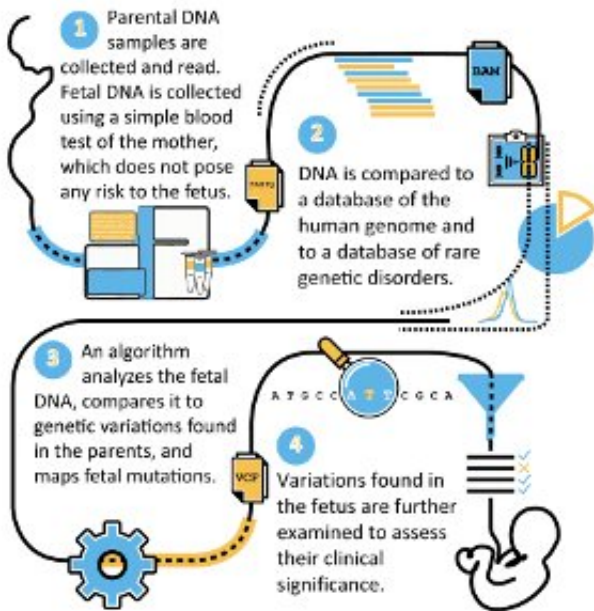 1
Parental DNA
samples are
collected and read.
Fetal DNA is collected
using a simple blood
test of the mother,
which does not pose
any risk to the fetus.
FASTQ
BAM
2
DNA is compared to
a database of the
human genome and
to a database of rare
genetic disorders.
3
An algorithm
analyzes the fetal
DNA, compares it to
genetic variations found
in the parents, and
maps fetal mutations.
VCF
A T G C C A T T C G C A
4
Variations found in
the fetus are further
examined to assess
their clinical
significance.